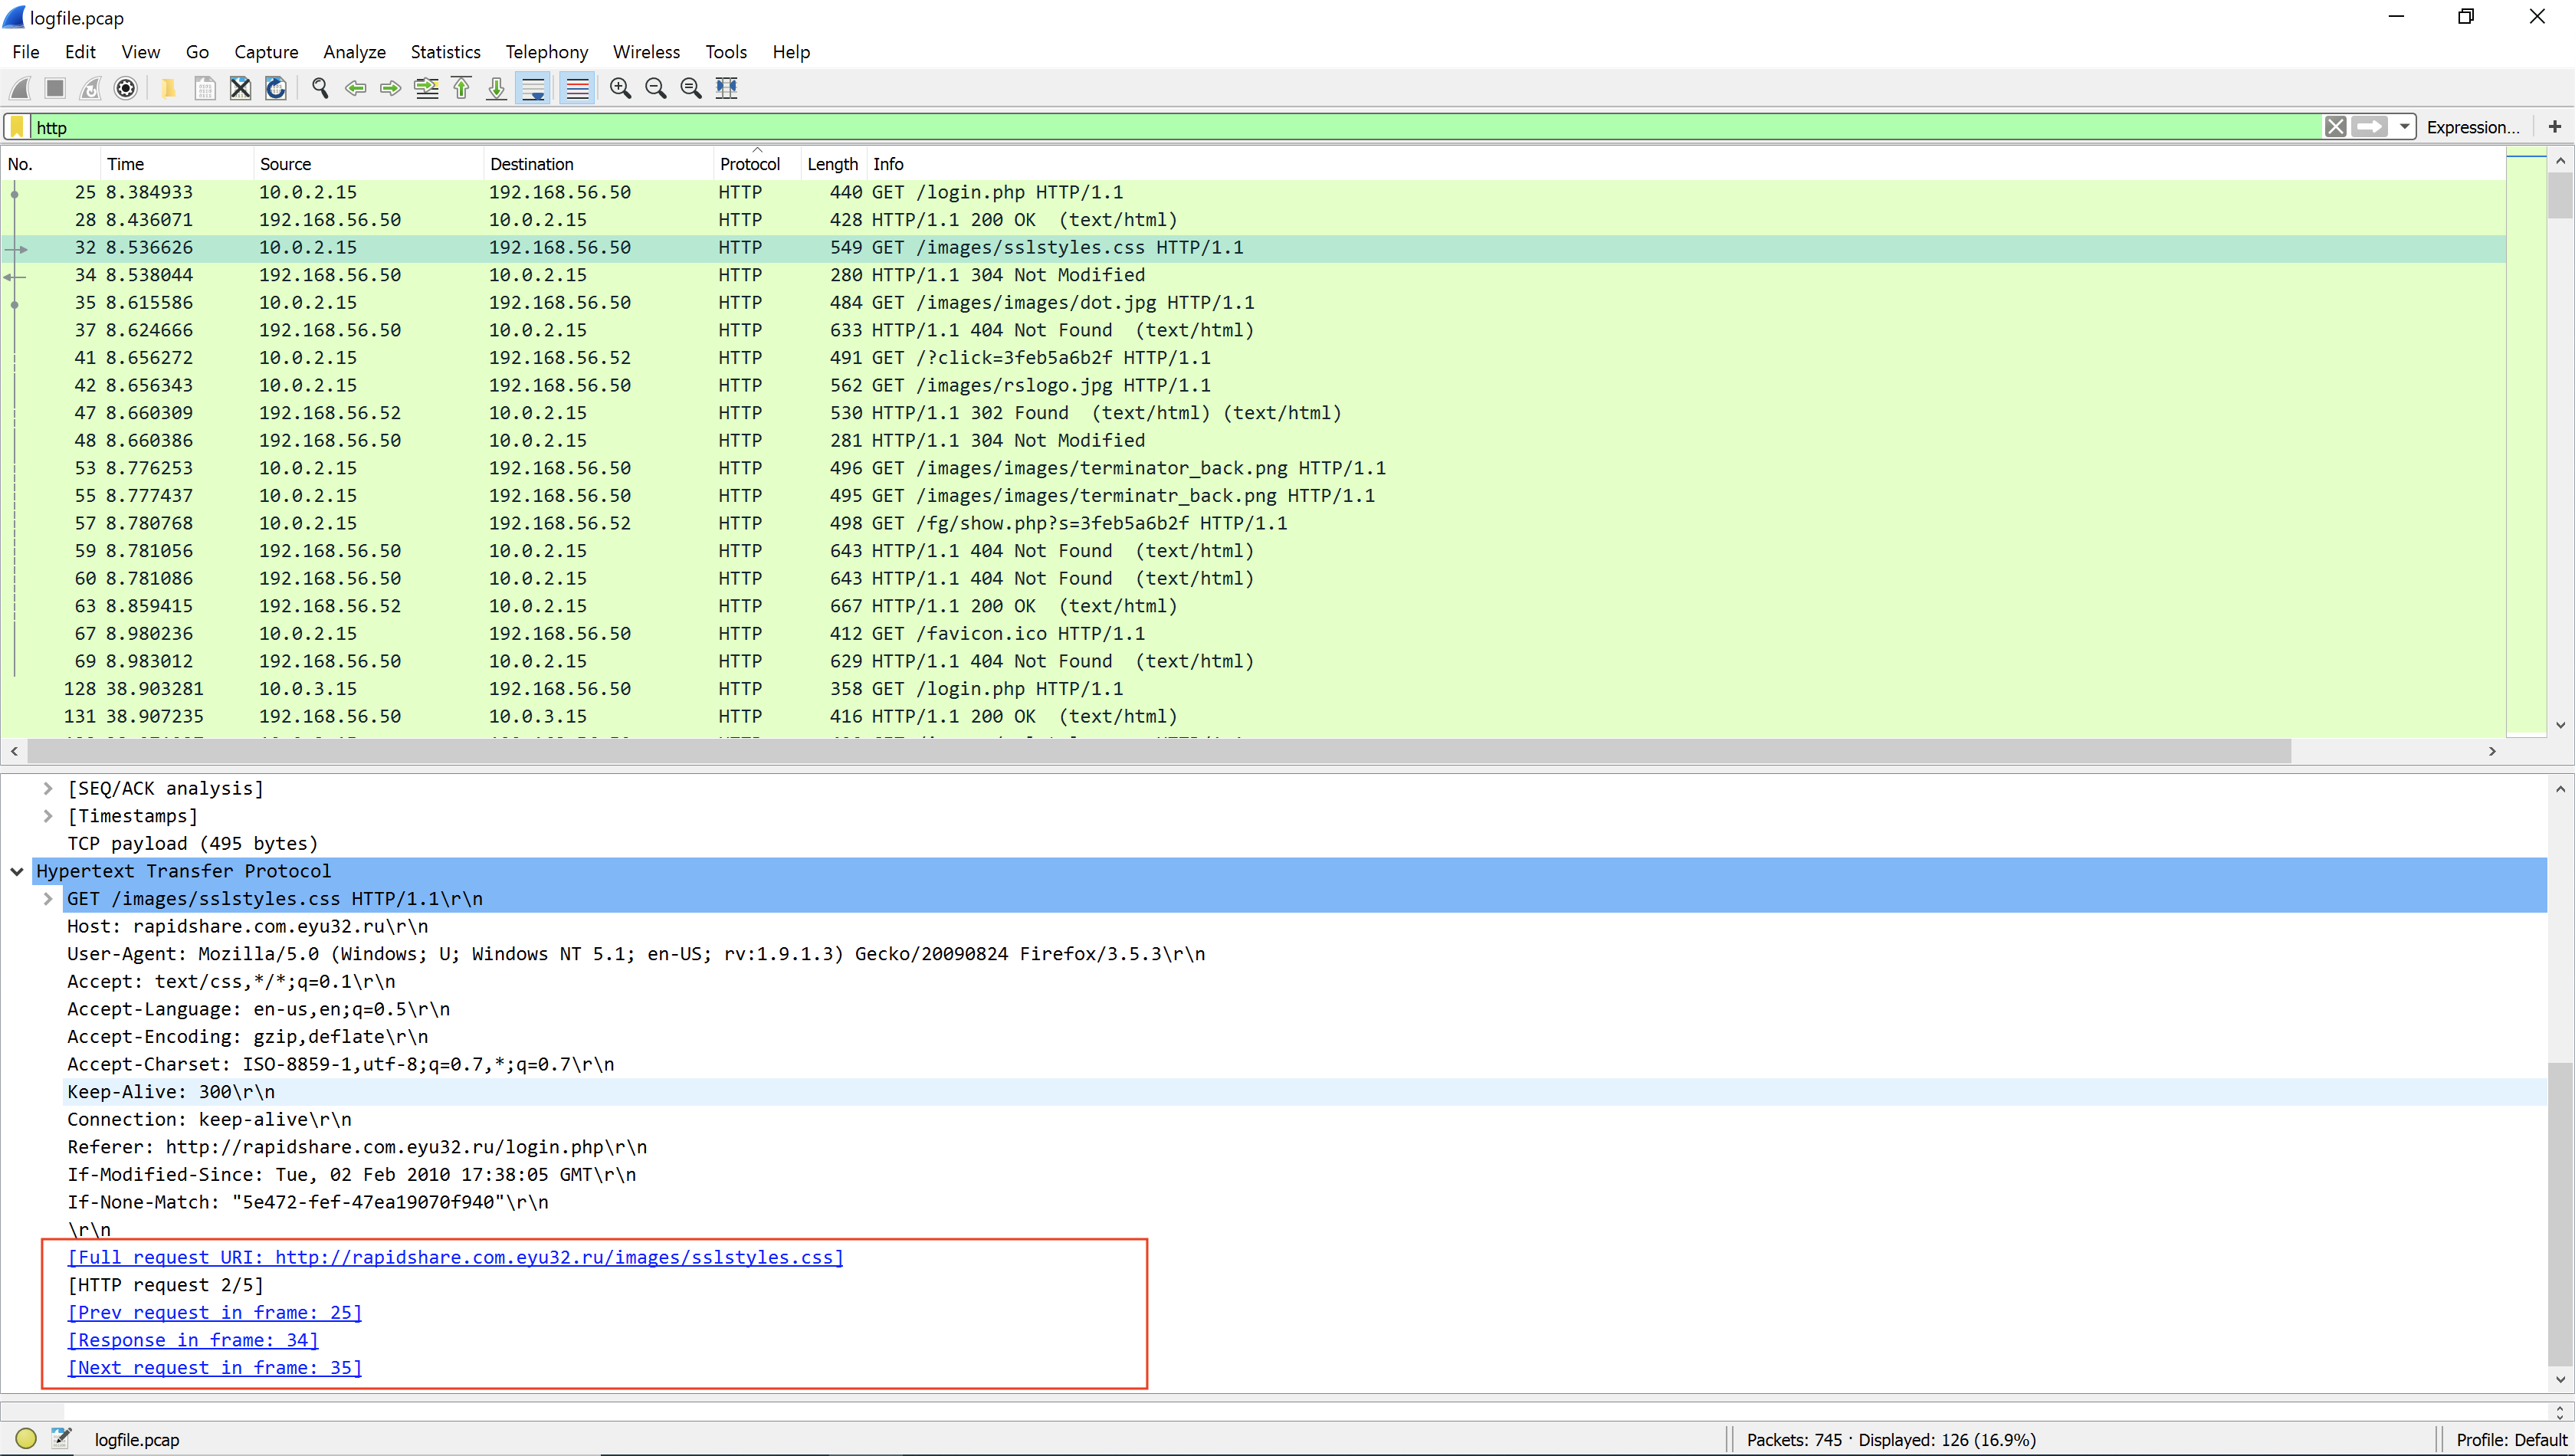 logfile.pcap
File Edit View Go Capture Analyze Statistics Telephony Wireless Tools Help
http Expression... +
No. Time Source Destination Protocol Length Info
25 8.384933 10.0.2.15 192.168.56.50 HTTP 440 GET /login.php HTTP/1.1
28 8.436071 192.168.56.50 10.0.2.15 HTTP 428 HTTP/1.1 200 OK (text/html)
32 8.536626 10.0.2.15 192.168.56.50 HTTP 549 GET /images/sslstyles.css HTTP/1.1
34 8.538044 192.168.56.50 10.0.2.15 HTTP 280 HTTP/1.1 304 Not Modified
35 8.615586 10.0.2.15 192.168.56.50 HTTP 484 GET /images/images/dot.jpg HTTP/1.1
37 8.624666 192.168.56.50 10.0.2.15 HTTP 633 HTTP/1.1 404 Not Found (text/html)
41 8.656272 10.0.2.15 192.168.56.52 HTTP 491 GET /?click=3feb5a6b2f HTTP/1.1
42 8.656343 10.0.2.15 192.168.56.50 HTTP 562 GET /images/rslogo.jpg HTTP/1.1
47 8.660309 192.168.56.52 10.0.2.15 HTTP 530 HTTP/1.1 302 Found (text/html) (text/html)
48 8.660386 192.168.56.50 10.0.2.15 HTTP 281 HTTP/1.1 304 Not Modified
53 8.776253 10.0.2.15 192.168.56.50 HTTP 496 GET /images/images/terminator_back.png HTTP/1.1
55 8.777437 10.0.2.15 192.168.56.50 HTTP 495 GET /images/images/terminatr_back.png HTTP/1.1
57 8.780768 10.0.2.15 192.168.56.52 HTTP 498 GET /fg/show.php?s=3feb5a6b2f HTTP/1.1
59 8.781056 192.168.56.50 10.0.2.15 HTTP 643 HTTP/1.1 404 Not Found (text/html)
60 8.781086 192.168.56.50 10.0.2.15 HTTP 643 HTTP/1.1 404 Not Found (text/html)
63 8.859415 192.168.56.52 10.0.2.15 HTTP 667 HTTP/1.1 200 OK (text/html)
67 8.980236 10.0.2.15 192.168.56.50 HTTP 412 GET /favicon.ico HTTP/1.1
69 8.983012 192.168.56.50 10.0.2.15 HTTP 629 HTTP/1.1 404 Not Found (text/html)
128 38.903281 10.0.3.15 192.168.56.50 HTTP 358 GET /login.php HTTP/1.1
131 38.907235 192.168.56.50 10.0.3.15 HTTP 416 HTTP/1.1 200 OK (text/html)
[SEQ/ACK analysis]
[Timestamps]
TCP payload (495 bytes)
Hypertext Transfer Protocol
GET /images/sslstyles.css HTTP/1.1\r\n
Host: rapidshare.com.eyu32.ru\r\n
User-Agent: Mozilla/5.0 (Windows; U; Windows NT 5.1; en-US; rv:1.9.1.3) Gecko/20090824 Firefox/3.5.3\r\n
Accept: text/css,*/*;q=0.1\r\n
Accept-Language: en-us,en;q=0.5\r\n
Accept-Encoding: gzip,deflate\r\n
Accept-Charset: ISO-8859-1,utf-8;q=0.7,*;q=0.7\r\n
Keep-Alive: 300\r\n
Connection: keep-alive\r\n
Referer: http://rapidshare.com.eyu32.ru/login.php\r\n
If-Modified-Since: Tue, 02 Feb 2010 17:38:05 GMT\r\n
If-None-Match: "5e472-fef-47ea19070f940"\r\n
\r\n
[Full request URI: http://rapidshare.com.eyu32.ru/images/sslstyles.css]
[HTTP request 2/5]
[Prev request in frame: 25]
[Response in frame: 34]
[Next request in frame: 35]
logfile.pcap Packets: 745 · Displayed: 126 (16.9%) Profile: Default